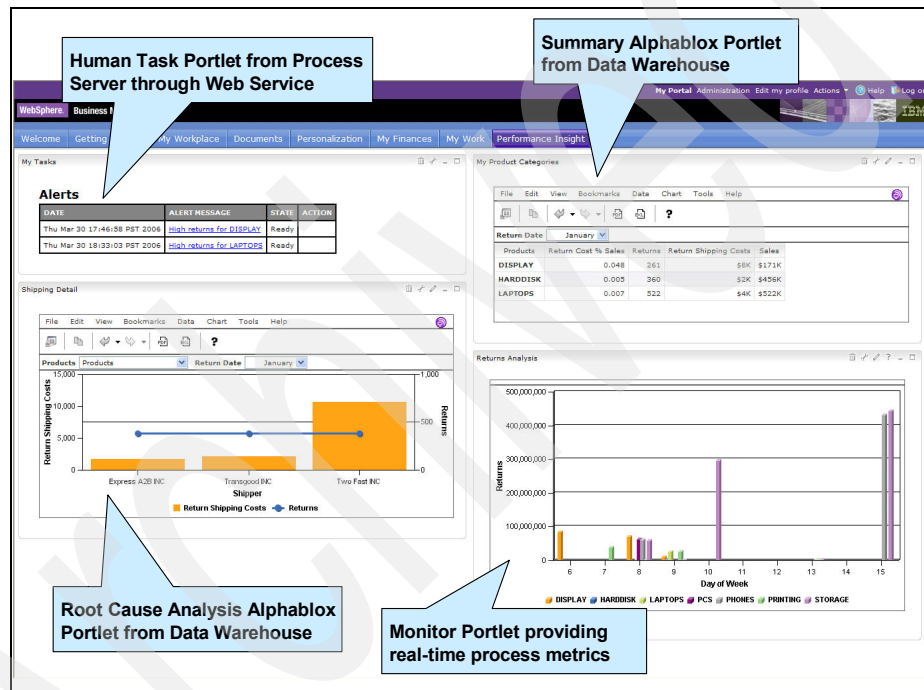 Human Task Portlet from Process
Server through Web Service
Summary Alphablox Portlet
from Data Warehouse
My Portal Administration Edit my profile Actions Help Log ou
WebSphere. Business M
IBM
Welcome Getting My Workplace Documents Personalization My Finances My Work Performance Insight
My Tasks
Alerts
DATE ALERT MESSAGE STATE ACTION
Thu Mar 30 17:46:58 PST 2006 High returns for DISPLAY Ready
Thu Mar 30 18:33:03 PST 2006 High returns for LAPTOPS Ready
My Product Categories
File Edit View Bookmarks Data Chart Tools Help
?
Return Date January
Products Return Cost % Sales Returns Return Shipping Costs Sales
DISPLAY 0.048 261 $8K $171K
HARDDISK 0.005 360 $2K $456K
LAPTOPS 0.007 522 $4K $522K
Shipping Detail
File Edit View Bookmarks Data Chart Tools Help
?
Products Products Return Date January
15,000
10,000
5,000
0
Return Shipping Costs
1,000
500
0
Returns
Express A2B INC Transgood INC Two Fast INC
Shipper
Return Shipping Costs Returns
Returns Analysis
500,000,000
400,000,000
300,000,000
200,000,000
100,000,000
0
Returns
6 7 8 9 10 11 12 13 14 15
Day of Week
DISPLAY HARDDISK LAPTOPS PCS PHONES PRINTING STORAGE
Root Cause Analysis Alphablox
Portlet from Data Warehouse
Monitor Portlet providing
real-time process metrics